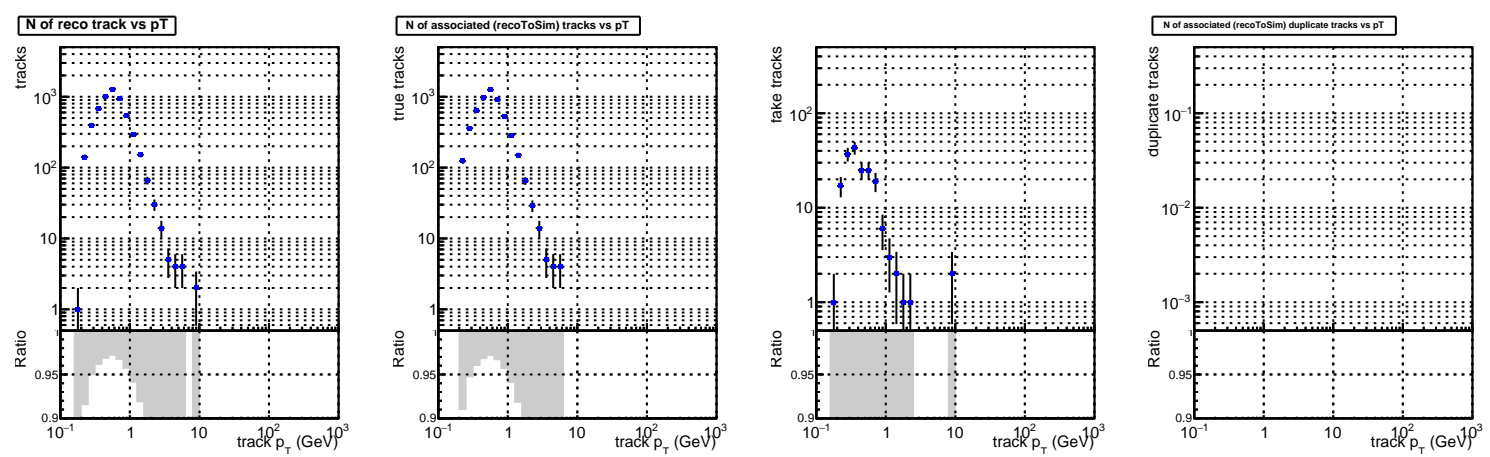 N of reco track vs pT
tracks
10³
10²
10
1
Ratio
1
0.95
0.9
10⁻¹ 1 10 10² 10³
track p_T (GeV)
N of associated (recoToSim) tracks vs pT
true tracks
10³
10²
10
1
Ratio
1
0.95
0.9
10⁻¹ 1 10 10² 10³
track p_T (GeV)
fake tracks
10²
10
1
Ratio
1
0.95
0.9
10⁻¹ 1 10 10² 10³
track p_T (GeV)
N of associated (recoToSim) duplicate tracks vs pT
duplicate tracks
10⁻¹
10⁻²
10⁻³
Ratio
1
0.95
0.9
10⁻¹ 1 10 10² 10³
track p_T (GeV)